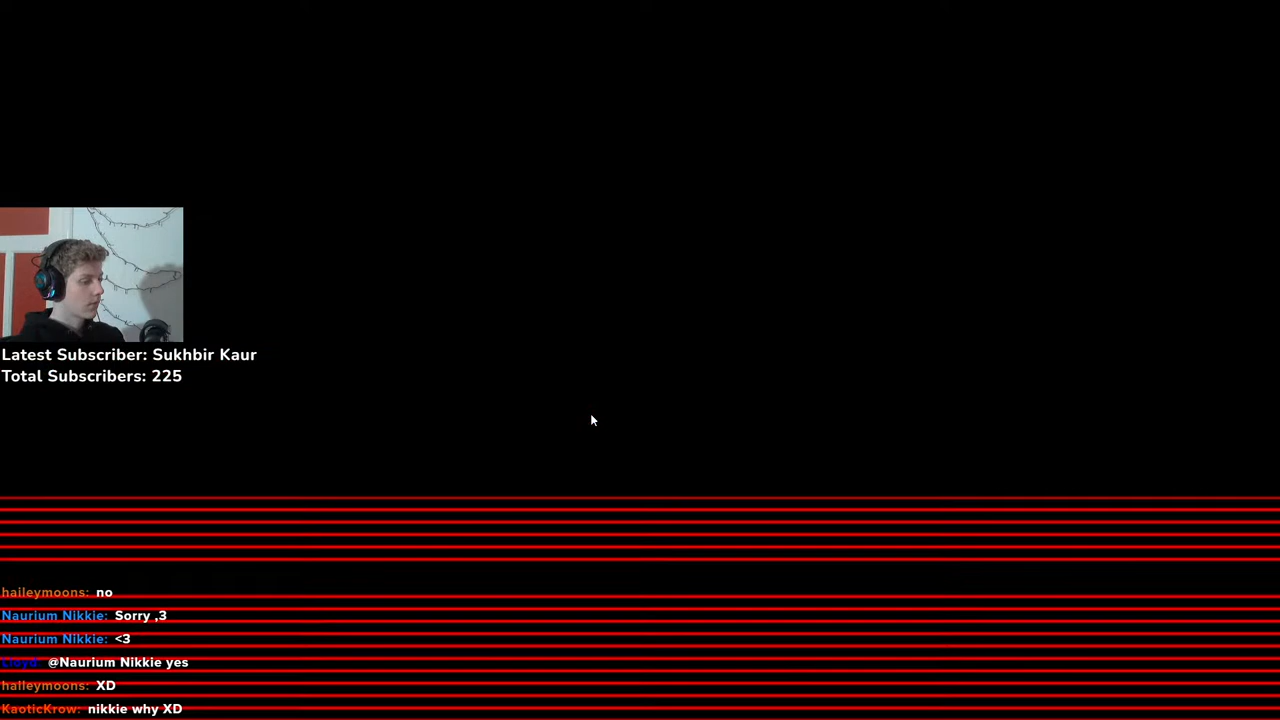 Latest Subscriber: Sukhbir Kaur
Total Subscribers: 225
haileymoons: no
Naurium Nikkie: Sorry ,3
Naurium Nikkie: <3
Lloyd: @Naurium Nikkie yes
haileymoons: XD
KaoticKrow: nikkie why XD